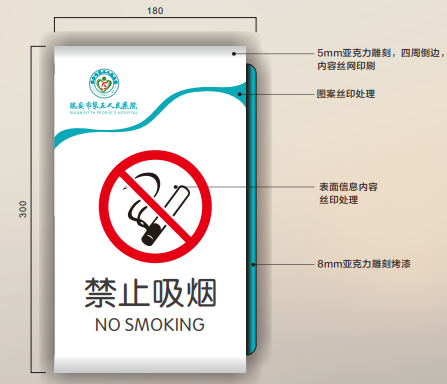 180
5mm亚克力雕刻，四周倒边，
内容丝网印刷
瑞安市第五人民医院
RUIAN FIFTH PEOPLE'S HOSPITAL
图案丝印处理
表面信息内容
丝印处理
300
8mm亚克力雕刻烤漆
禁止吸烟
NO SMOKING